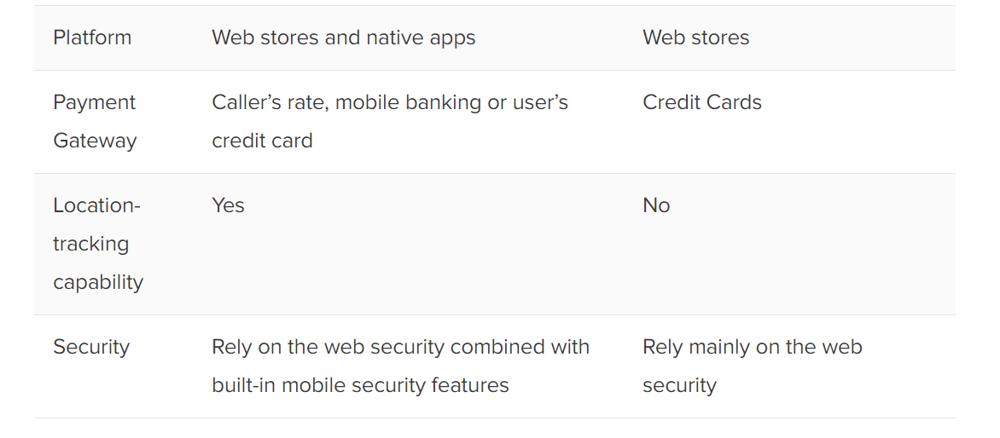 Platform Web stores and native apps Web stores
Payment Caller’s rate, mobile banking or user’s Credit Cards
Gateway credit card
Location- Yes No
tracking
capability
Security Rely on the web security combined with Rely mainly on the web
built-in mobile security features security